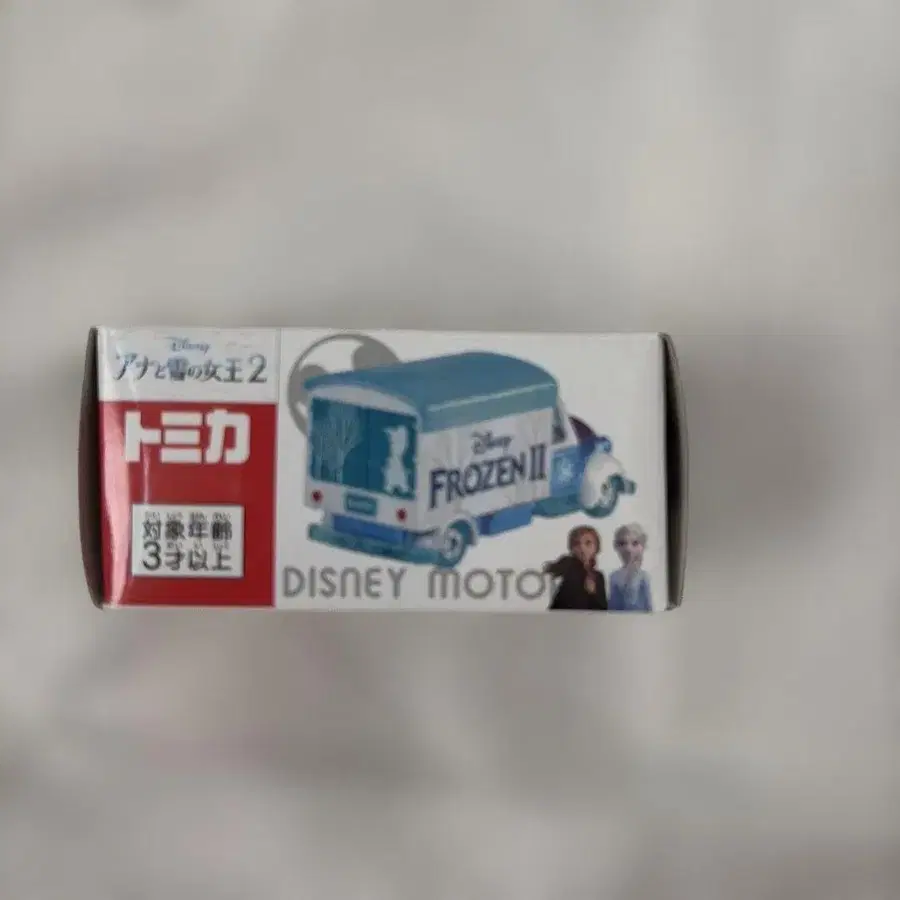 Disney
アナと雪の女王2
トミカ
対象年齢
3才以上
Disney
FROZEN II
DISNEY MOTO